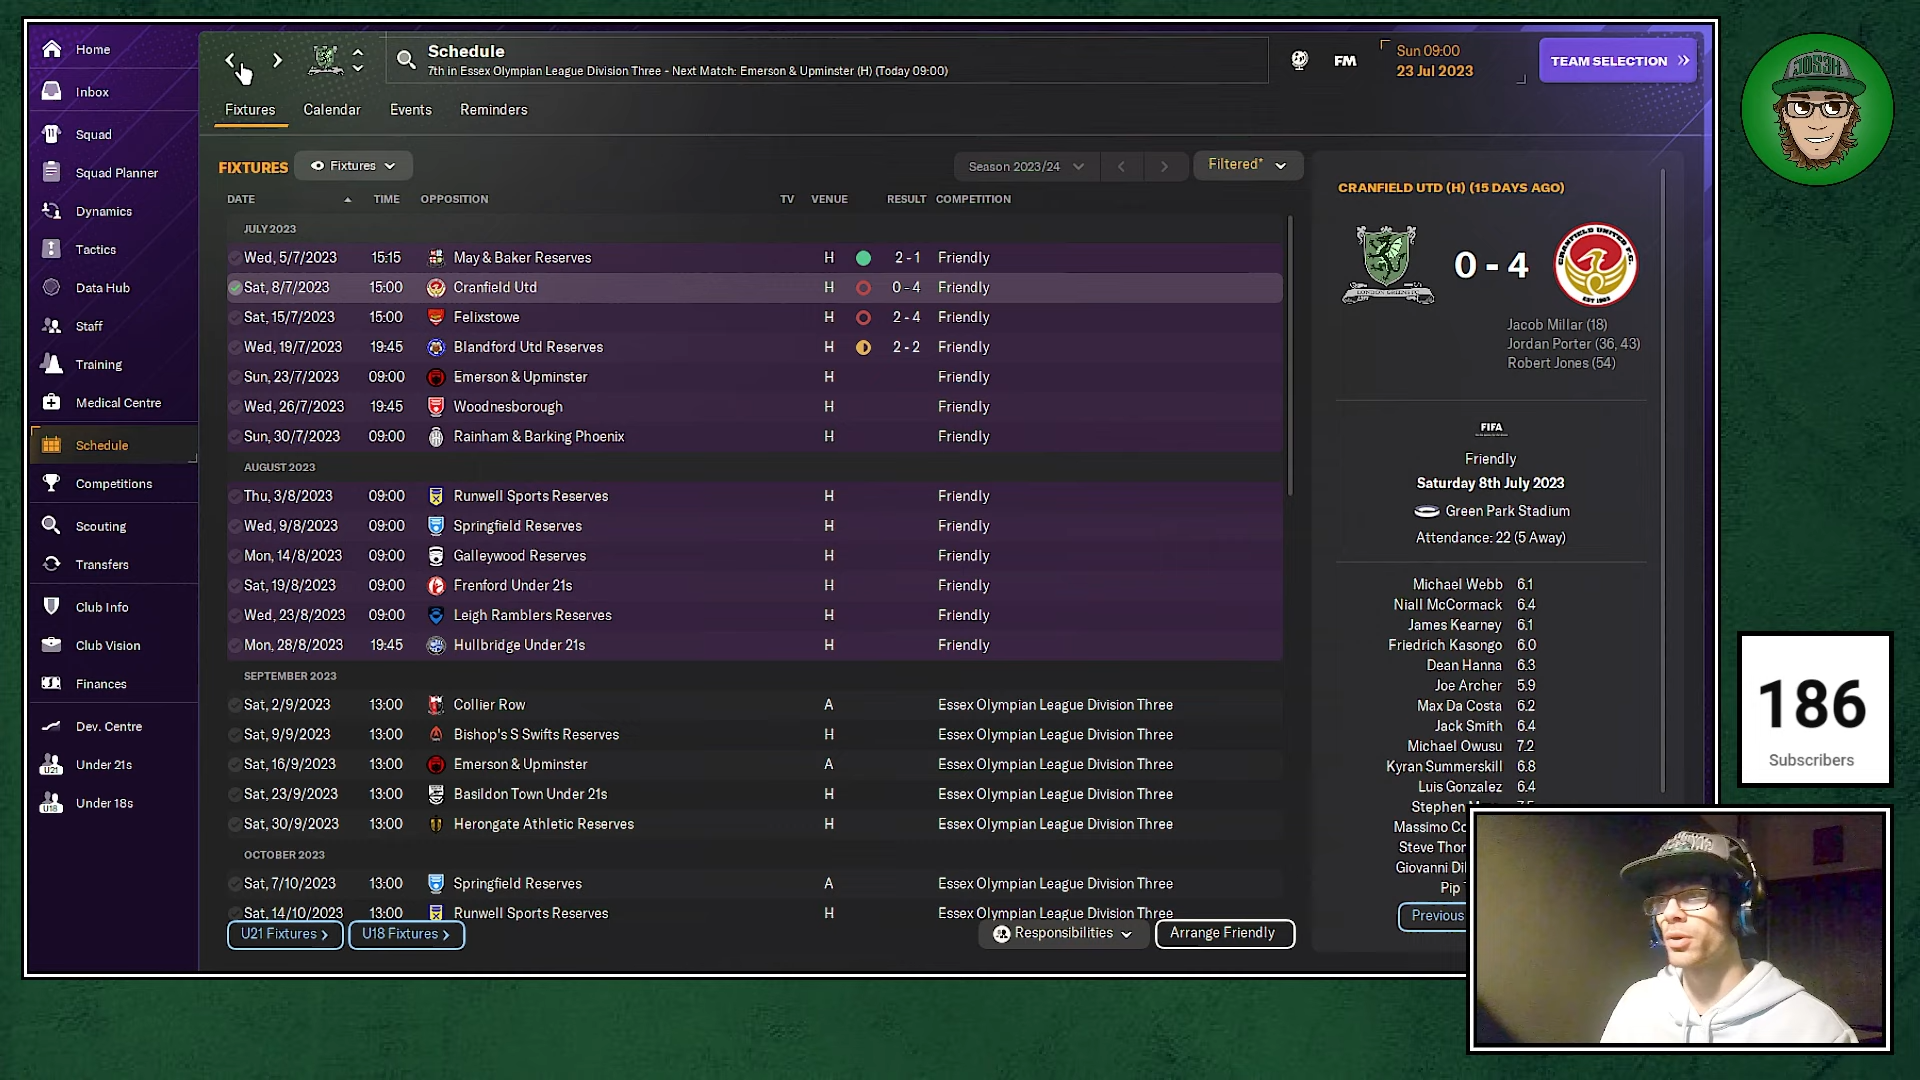 Home
Inbox
Squad
Squad Planner
Dynamics
Tactics
Data Hub
Staff
Training
Medical Centre
Schedule
Competitions
Scouting
Transfers
Club Info
Club Vision
Finances
Dev. Centre
U21 Under 21s
U18 Under 18s
Schedule
7th in Essex Olympian League Division Three - Next Match: Emerson & Upminster (H) (Today 09:00)
FM
Sun 09:00
23 Jul 2023
TEAM SELECTION
Fixtures Calendar Events Reminders
FIXTURES Fixtures Season 2023/24 Filtered*
DATE TIME OPPOSITION TV VENUE RESULT COMPETITION
JULY 2023
Wed, 5/7/2023 15:15 May & Baker Reserves H 2 - 1 Friendly
Sat, 8/7/2023 15:00 Cranfield Utd H 0 - 4 Friendly
Sat, 15/7/2023 15:00 Felixstowe H 2 - 4 Friendly
Wed, 19/7/2023 19:45 Blandford Utd Reserves H 2 - 2 Friendly
Sun, 23/7/2023 09:00 Emerson & Upminster H Friendly
Wed, 26/7/2023 19:45 Woodnesborough H Friendly
Sun, 30/7/2023 09:00 Rainham & Barking Phoenix H Friendly
AUGUST 2023
Thu, 3/8/2023 09:00 Runwell Sports Reserves H Friendly
Wed, 9/8/2023 09:00 Springfield Reserves H Friendly
Mon, 14/8/2023 09:00 Galleywood Reserves H Friendly
Sat, 19/8/2023 09:00 Frenford Under 21s H Friendly
Wed, 23/8/2023 09:00 Leigh Ramblers Reserves H Friendly
Mon, 28/8/2023 19:45 Hullbridge Under 21s H Friendly
SEPTEMBER 2023
Sat, 2/9/2023 13:00 Collier Row A Essex Olympian League Division Three
Sat, 9/9/2023 13:00 Bishop's S Swifts Reserves H Essex Olympian League Division Three
Sat, 16/9/2023 13:00 Emerson & Upminster A Essex Olympian League Division Three
Sat, 23/9/2023 13:00 Basildon Town Under 21s H Essex Olympian League Division Three
Sat, 30/9/2023 13:00 Herongate Athletic Reserves H Essex Olympian League Division Three
OCTOBER 2023
Sat, 7/10/2023 13:00 Springfield Reserves A Essex Olympian League Division Three
Sat, 14/10/2023 13:00 Runwell Sports Reserves H Essex Olympian League Division Three
U21 Fixtures U18 Fixtures Responsibilities Arrange Friendly
CRANFIELD UTD (H) (15 DAYS AGO)
LONDON GREENS FC
0 - 4
CRANFIELD UNITED F.C.
EST 1903
Jacob Millar (18)
Jordan Porter (36, 43)
Robert Jones (54)
FIFA
Friendly
Saturday 8th July 2023
Green Park Stadium
Attendance: 22 (5 Away)
Michael Webb 6.1
Niall McCormack 6.4
James Kearney 6.1
Friedrich Kasongo 6.0
Dean Hanna 6.3
Joe Archer 5.9
Max Da Costa 6.2
Jack Smith 6.4
Michael Owusu 7.2
Kyran Summerskill 6.8
Luis Gonzalez 6.4
Stephen
Massimo
Steve
Giovanni
Pip
Previous
186
Subscribers